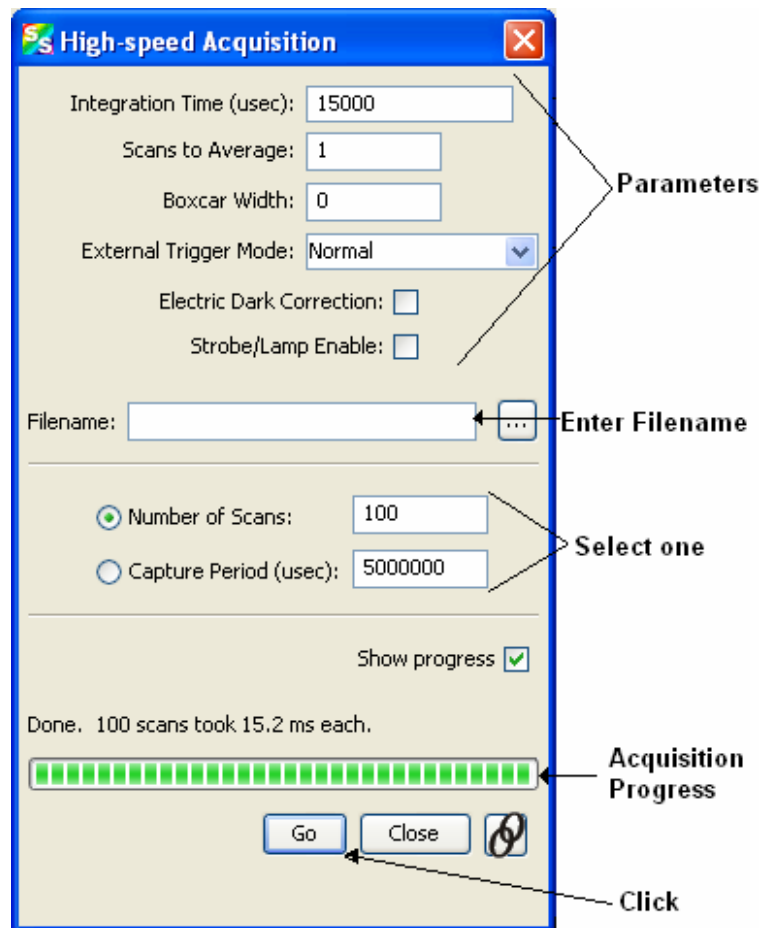 SS High-speed Acquisition
Integration Time (usec): 15000
Scans to Average: 1
Boxcar Width: 0
External Trigger Mode: Normal
Electric Dark Correction:
Strobe/Lamp Enable:
Parameters
Filename: ...
Enter Filename
Number of Scans: 100
Capture Period (usec): 5000000
Select one
Show progress
Done. 100 scans took 15.2 ms each.
Acquisition
Progress
Go Close
Click